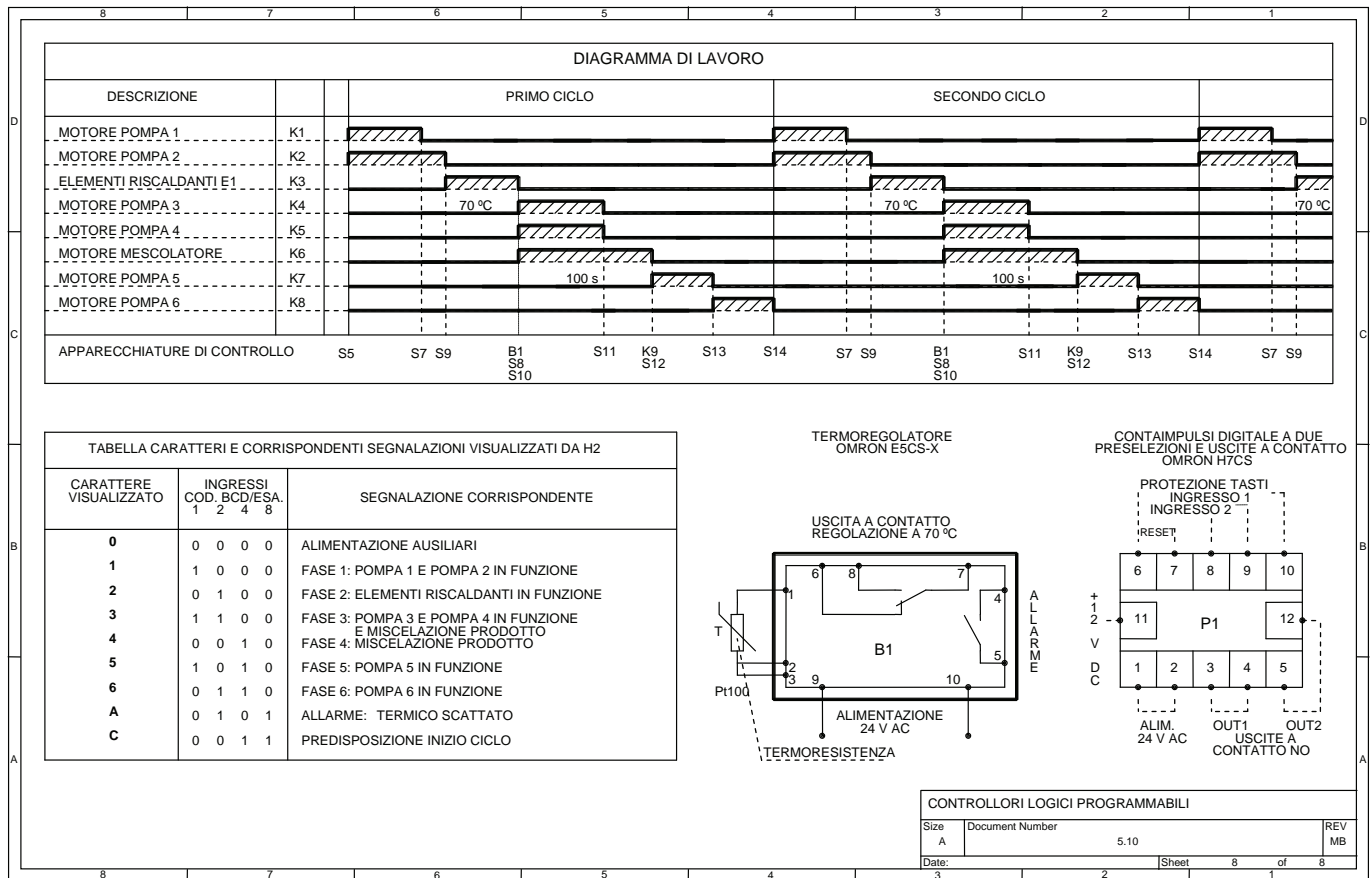 8 7 6 5 4 3 2 1
DIAGRAMMA DI LAVORO
DESCRIZIONE PRIMO CICLO SECONDO CICLO
D D
MOTORE POMPA 1 K1
MOTORE POMPA 2 K2
ELEMENTI RISCALDANTI E1 K3
MOTORE POMPA 3 K4 70 ºC 70 ºC 70 ºC
MOTORE POMPA 4 K5
MOTORE MESCOLATORE K6
MOTORE POMPA 5 K7 100 s 100 s
MOTORE POMPA 6 K8
C C
APPARECCHIATURE DI CONTROLLO S5 S7 S9 B1 S11 K9 S13 S14 S7 S9 B1 S11 K9 S13 S14 S7 S9
S8 S12 S8 S12
S10 S10
TABELLA CARATTERI E CORRISPONDENTI SEGNALAZIONI VISUALIZZATI DA H2
CARATTERE VISUALIZZATO
INGRESSI
COD. BCD/ESA.
1 2 4 8
SEGNALAZIONE CORRISPONDENTE
0 0 0 0 0 ALIMENTAZIONE AUSILIARI
1 1 0 0 0 FASE 1: POMPA 1 E POMPA 2 IN FUNZIONE
2 0 1 0 0 FASE 2: ELEMENTI RISCALDANTI IN FUNZIONE
3 1 1 0 0 FASE 3: POMPA 3 E POMPA 4 IN FUNZIONE
E MISCELAZIONE PRODOTTO
4 0 0 1 0 FASE 4: MISCELAZIONE PRODOTTO
5 1 0 1 0 FASE 5: POMPA 5 IN FUNZIONE
6 0 1 1 0 FASE 6: POMPA 6 IN FUNZIONE
A 0 1 0 1 ALLARME: TERMICO SCATTATO
C 0 0 1 1 PREDISPOSIZIONE INIZIO CICLO
TERMOREGOLATORE
OMRON E5CS-X
USCITA A CONTATTO
REGOLAZIONE A 70 ºC
6 8 7
1 4
T
B1
2 5
3 9 10
ALLARME
Pt100
ALIMENTAZIONE
24 V AC
TERMORESISTENZA
CONTAIMPULSI DIGITALE A DUE
PRESELEZIONI E USCITE A CONTATTO
OMRON H7CS
PROTEZIONE TASTI
INGRESSO 1
INGRESSO 2
RESET
6 7 8 9 10
+12 V DC
11 P1 12
1 2 3 4 5
ALIM.
24 V AC
OUT1 OUT2
USCITE A
CONTATTO NO
B B
A A
CONTROLLORI LOGICI PROGRAMMABILI
Size Document Number REV
A 5.10 MB
Date: Sheet 8 of 8
8 7 6 5 4 3 2 1